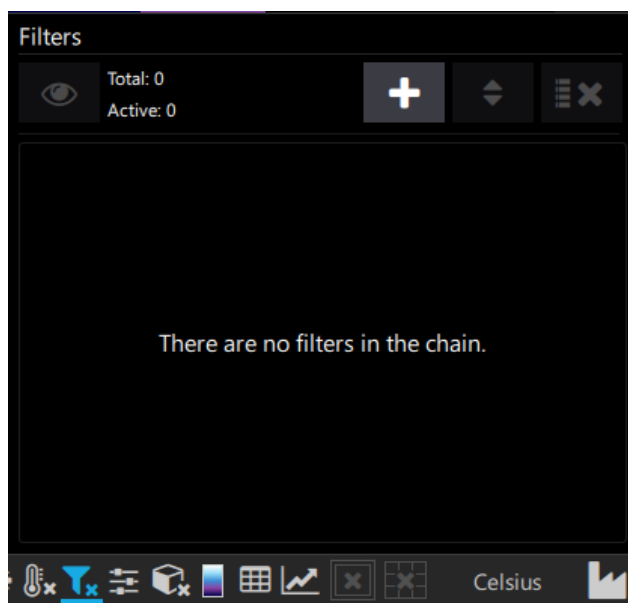 Filters
Total: 0
Active: 0
There are no filters in the chain.
Celsius